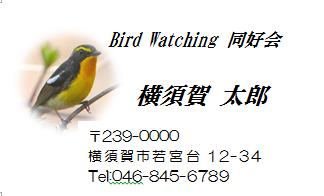 Bird Watching 同好会
横須賀 太郎
〒239-0000
横須賀市若宮台 12-34
Tel:046-845-6789